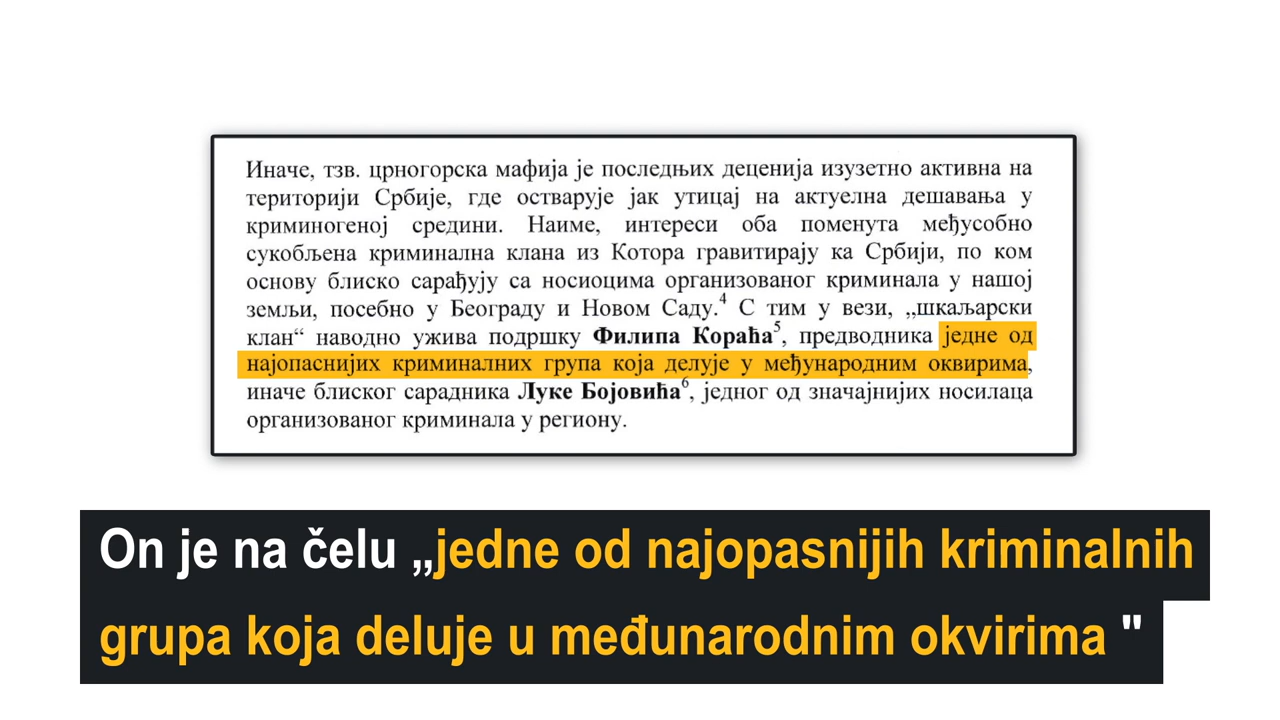 Иначе, тзв. црногорска мафија је последњих деценија изузетно активна на
територији Србије, где остварује јак утицај на актуелна дешавања у
криминогеној средини. Наиме, интереси оба поменута међусобно
сукобљена криминална клана из Котора гравитирају ка Србији, по ком
основу блиско сарађују са носиоцима организованог криминала у нашој
земљи, посебно у Београду и Новом Саду.4 С тим у вези, „шкаљарски
клан“ наводно ужива подршку Филипа Кораћа5, предводника једне од
најопаснијих криминалних група која делује у међународним оквирима,
иначе блиског сарадника Луке Бојовића6, једног од значајнијих носилаца
организованог криминала у региону.
On je na čelu „jedne od najopasnijih kriminalnih
grupa koja deluje u međunarodnim okvirima "